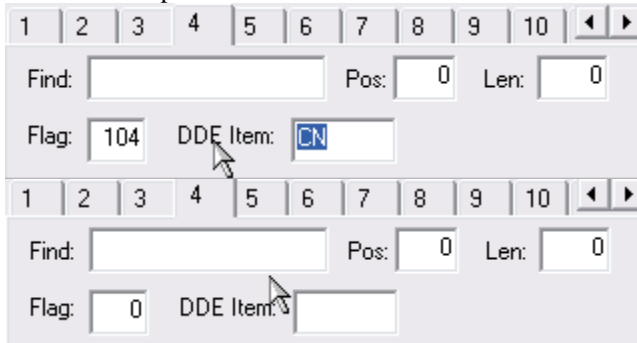 1 2 3 4 5 6 7 8 9 10
Find: Pos: 0 Len: 0
Flag: 104 DDE Item: CN
1 2 3 4 5 6 7 8 9 10
Find: Pos: 0 Len: 0
Flag: 0 DDE Item: